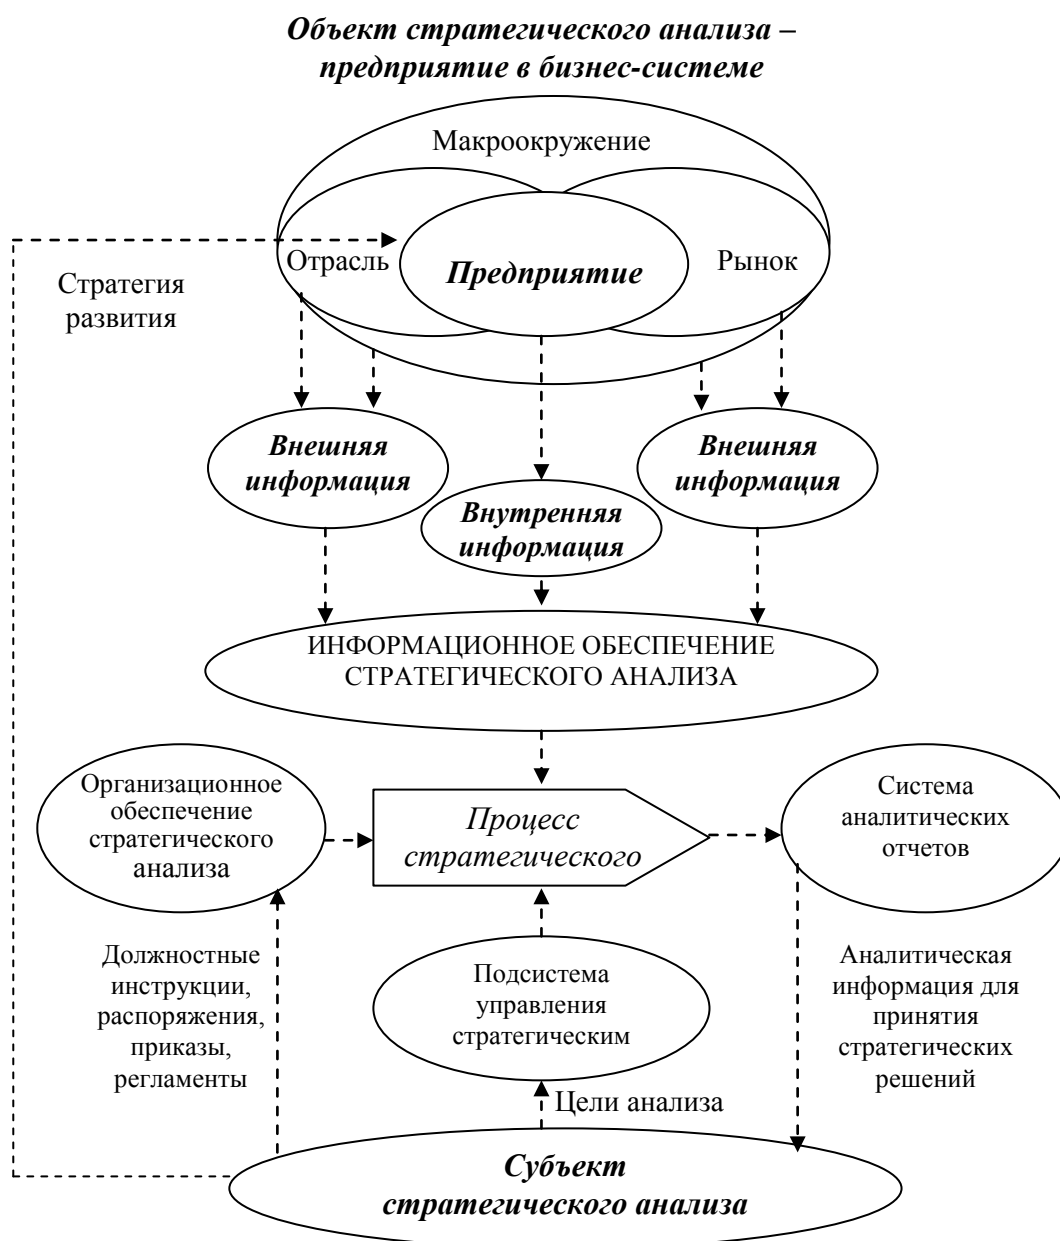 Объект стратегического анализа –
предприятие в бизнес-системе
Макроокружение
Отрасль
Предприятие
Рынок
Стратегия
развития
Внешняя
информация
Внутренняя
информация
Внешняя
информация
ИНФОРМАЦИОННОЕ ОБЕСПЕЧЕНИЕ
СТРАТЕГИЧЕСКОГО АНАЛИЗА
Организационное
обеспечение
стратегического
анализа
Процесс
стратегического
Система
аналитических
отчетов
Должностные
инструкции,
распоряжения,
приказы,
регламенты
Подсистема
управления
стратегическим
Аналитическая
информация для
принятия
стратегических
решений
Цели анализа
Субъект
стратегического анализа